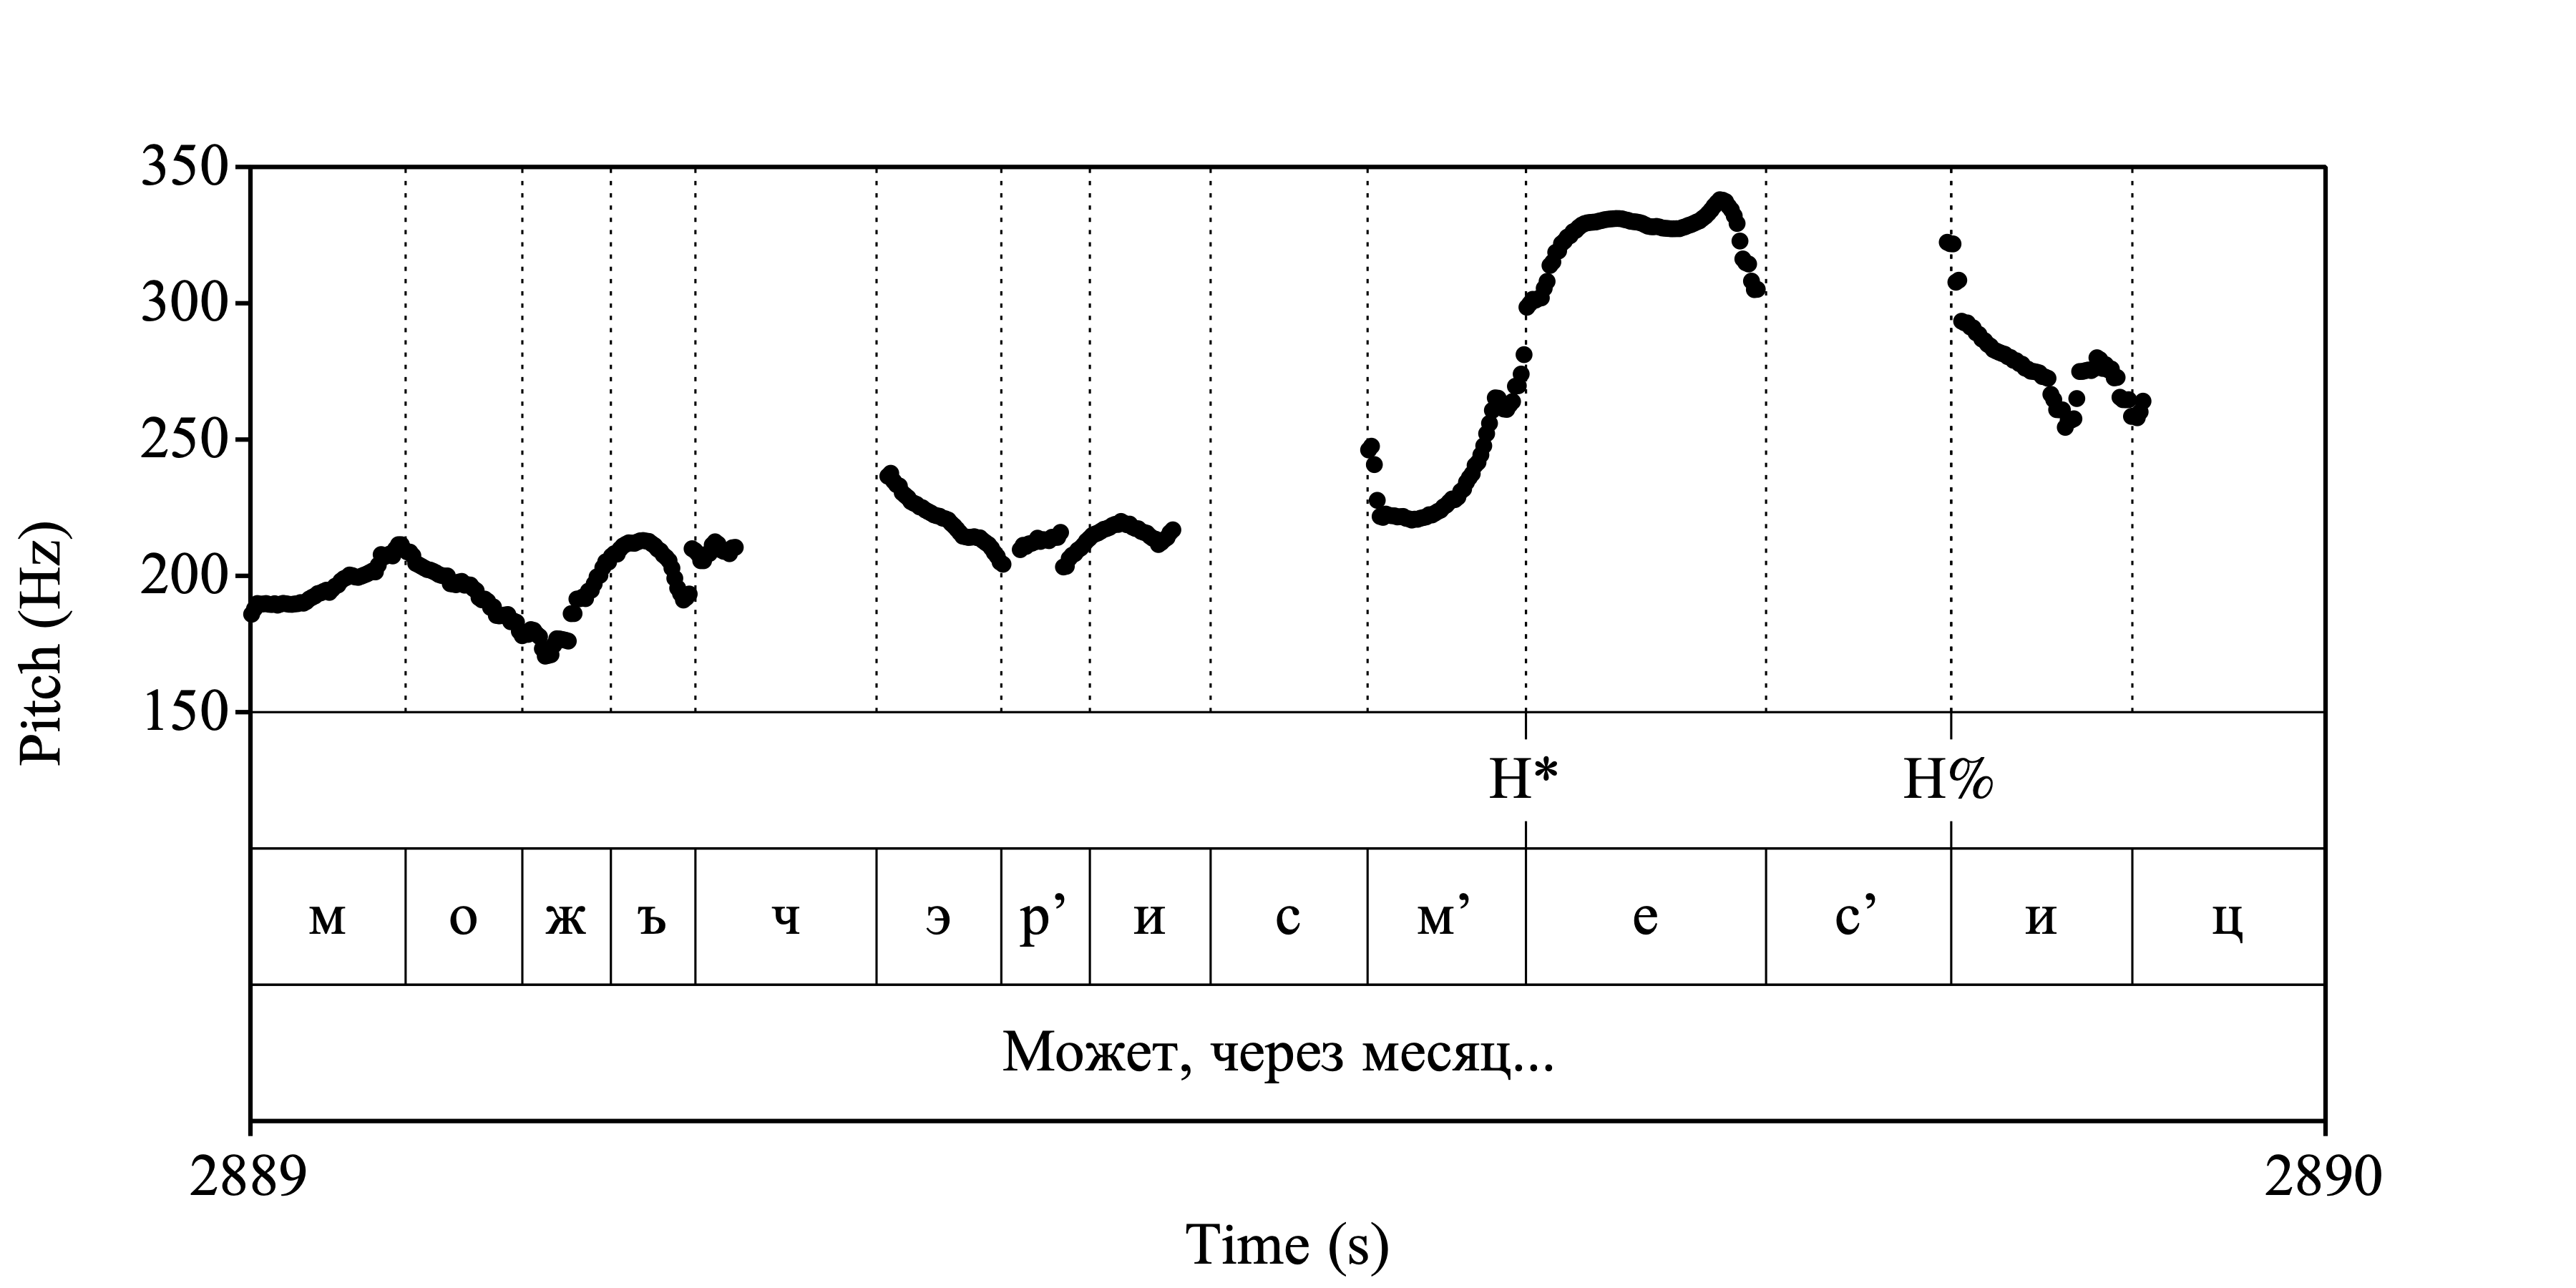 350
300
250
200
150
Pitch (Hz)
H* H%
м о ж ъ ч э р’ и с м’ е с’ и ц
Может, через месяц...
2889 2890
Time (s)